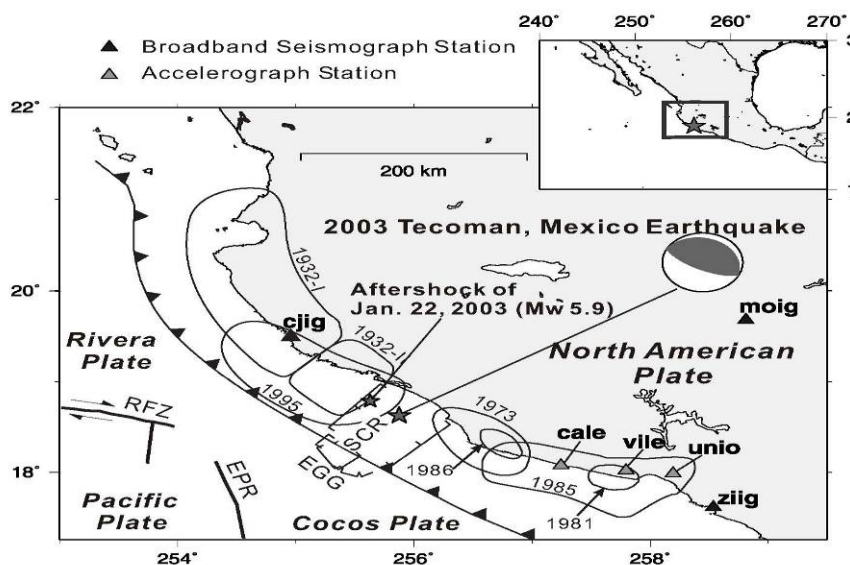 240° 250° 260° 270°
Broadband Seismograph Station
Accelerograph Station
22°
200 km
2003 Tecoman, Mexico Earthquake
1932-I
Aftershock of
Jan. 22, 2003 (Mw 5.9)
moig
20°
cjig
Rivera
Plate
1932-II
North American
Plate
1995
RFZ
1973
SCR
cale
vile
unio
18°
EGG
1986
EPR
1985
ziig
Pacific
Plate
Cocos Plate
1981
254° 256° 258°